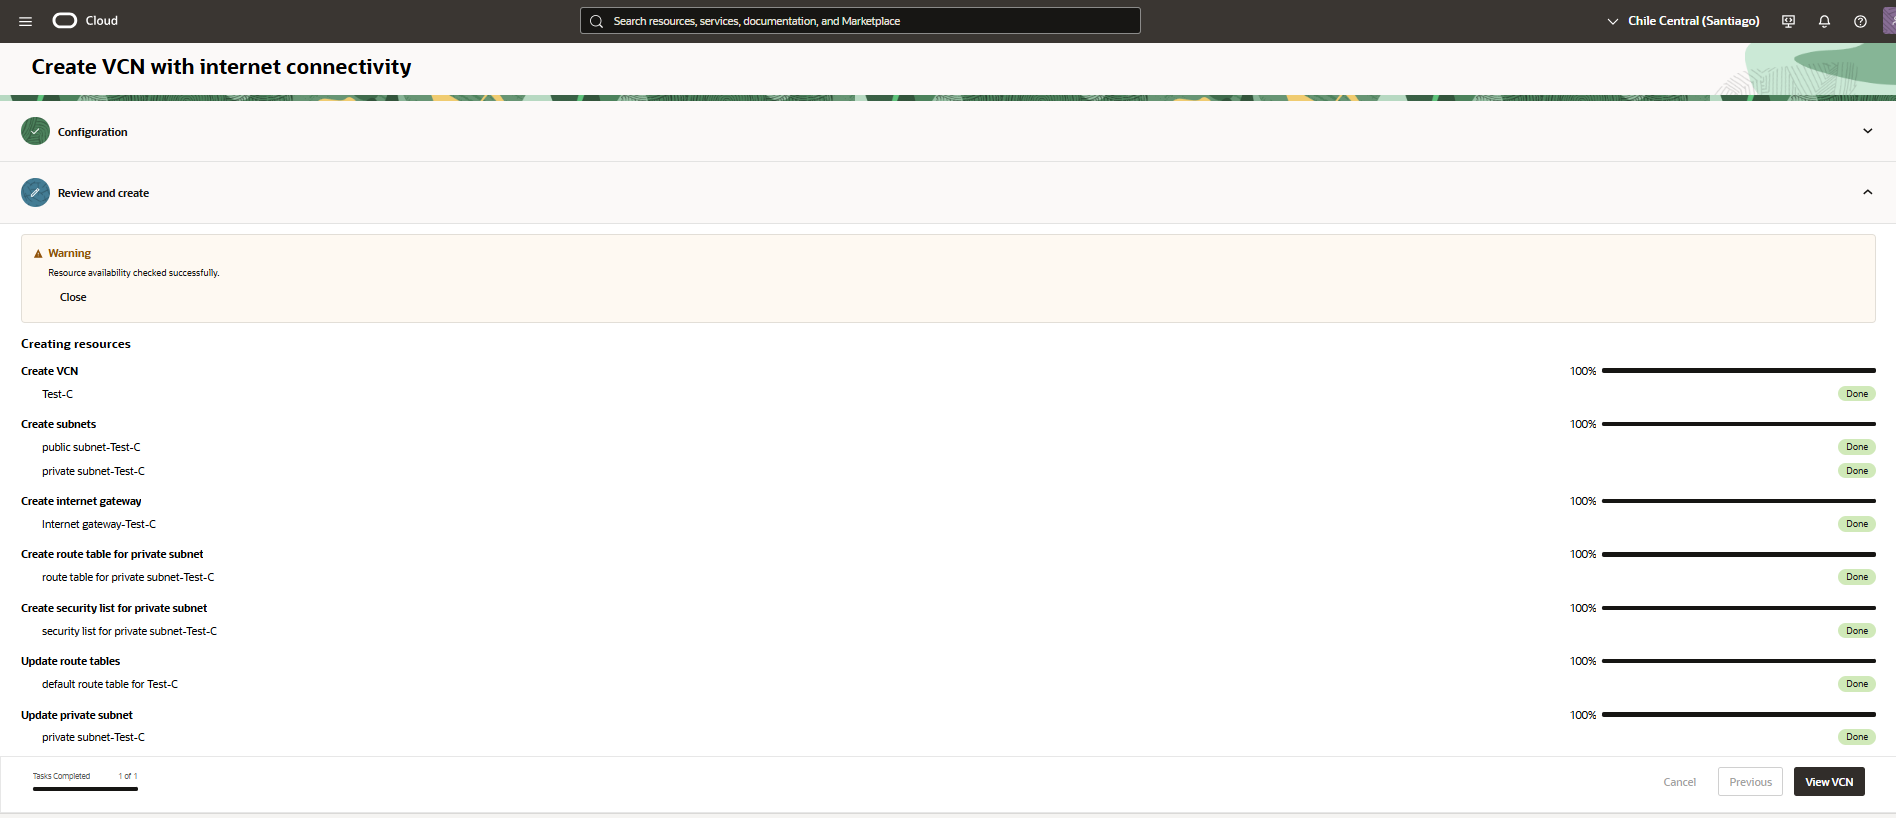 Cloud
Search resources, services, documentation, and Marketplace
Chile Central (Santiago)
Create VCN with internet connectivity
Configuration
Review and create
Warning
Resource availability checked successfully.
Close
Creating resources
Create VCN 100%
Test-C Done
Create subnets 100%
public subnet-Test-C Done
private subnet-Test-C Done
Create internet gateway 100%
Internet gateway-Test-C Done
Create route table for private subnet 100%
route table for private subnet-Test-C Done
Create security list for private subnet 100%
security list for private subnet-Test-C Done
Update route tables 100%
default route table for Test-C Done
Update private subnet 100%
private subnet-Test-C Done
Tasks Completed 1 of 1
Cancel Previous View VCN